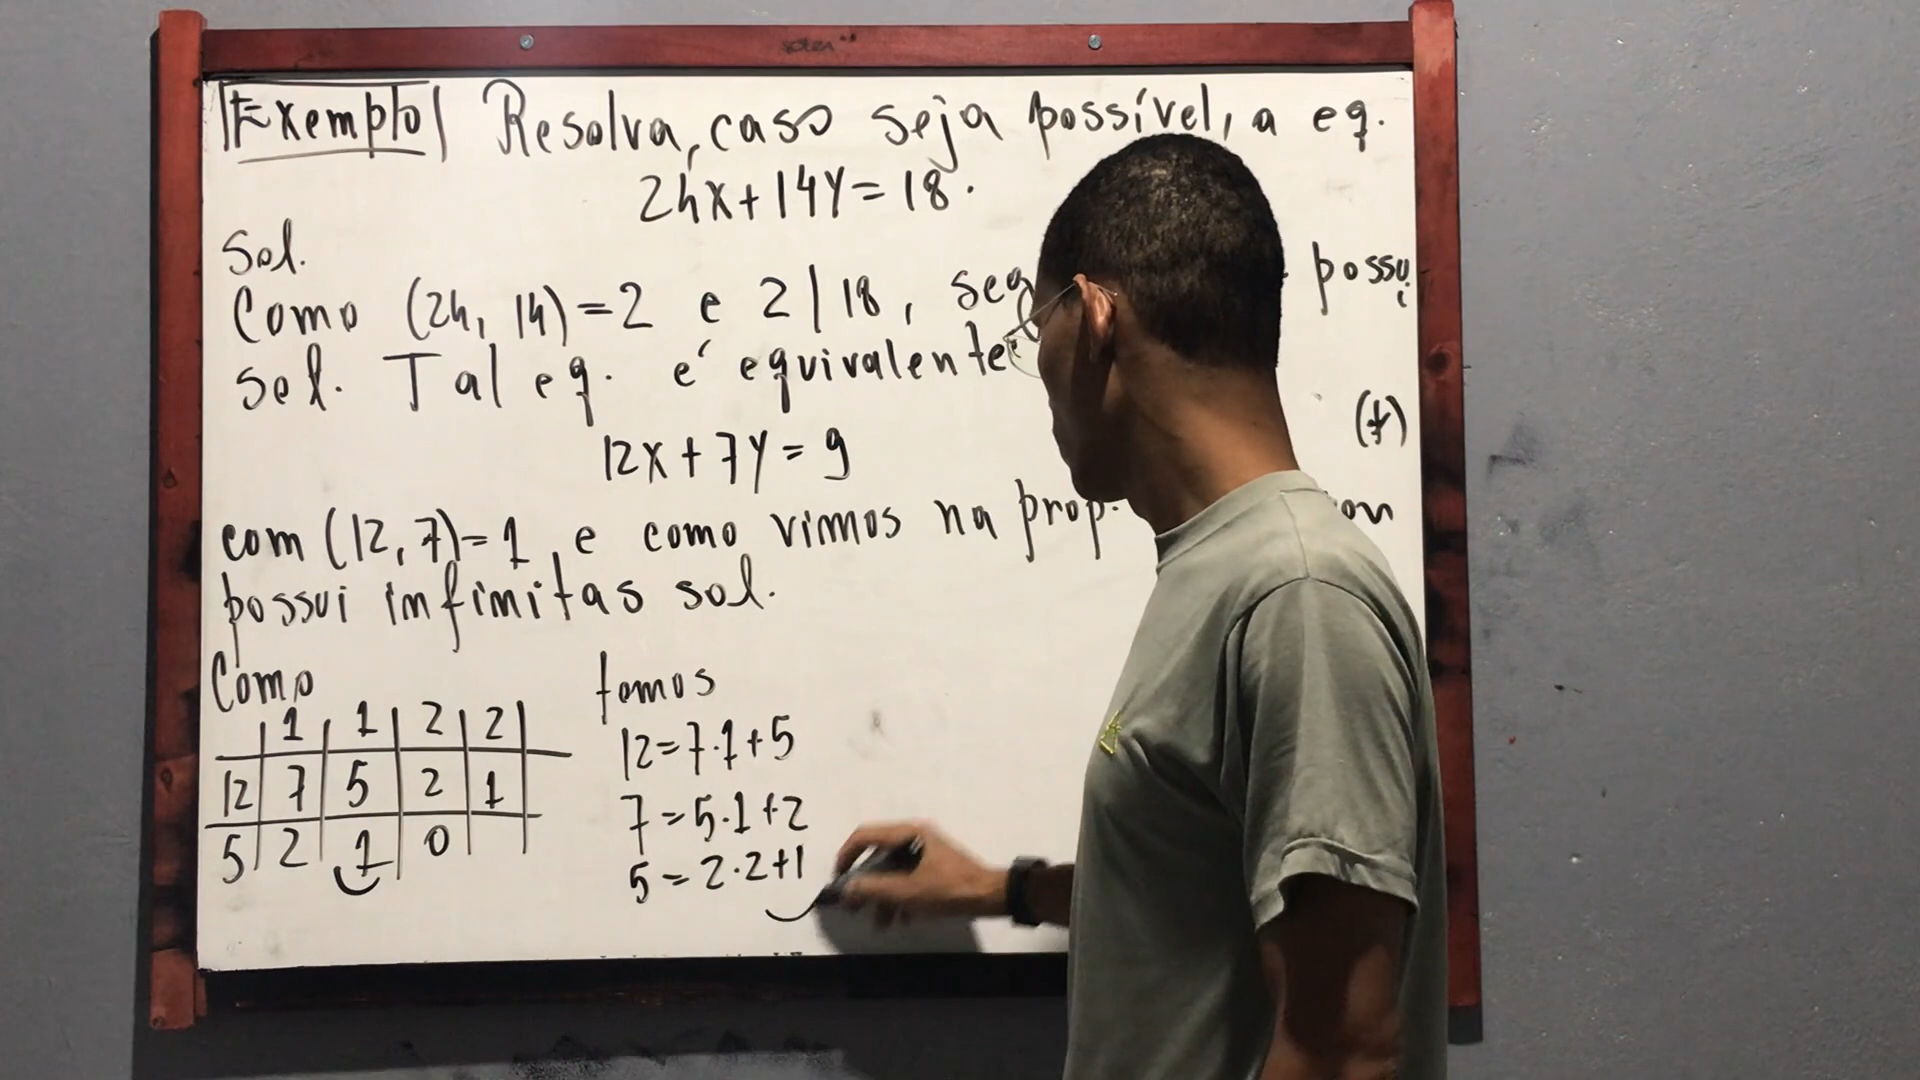 Exemplo Resolva, caso seja possível, a eq.
24x+14y=18.
Sol.
Como (24, 14)=2 e 2|18, seg possui
sol. Tal eq. é equivalente
12x+7y=9 (*)
com (12,7)=1, e como vimos na prop.
possui infinitas sol.
Como temos
1 1 2 2
12 7 5 2 1
5 2 1 0
12=7.1+5
7=5.1+2
5=2.2+1